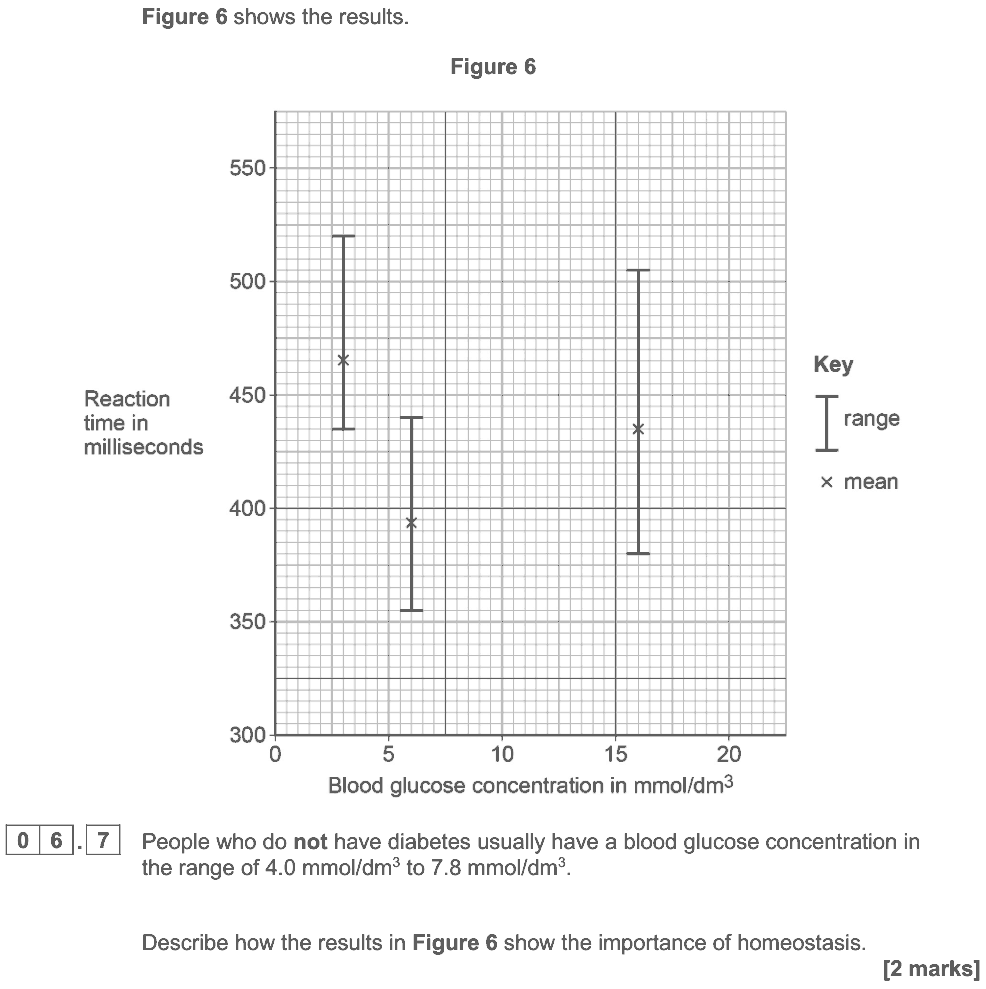 Figure 6 shows the results.
Figure 6
550
500
450
400
350
300
Reaction
time in
milliseconds
Key
range
× mean
0 5 10 15 20
Blood glucose concentration in mmol/dm³
0 6 . 7 People who do not have diabetes usually have a blood glucose concentration in
the range of 4.0 mmol/dm³ to 7.8 mmol/dm³.
Describe how the results in Figure 6 show the importance of homeostasis.
[2 marks]